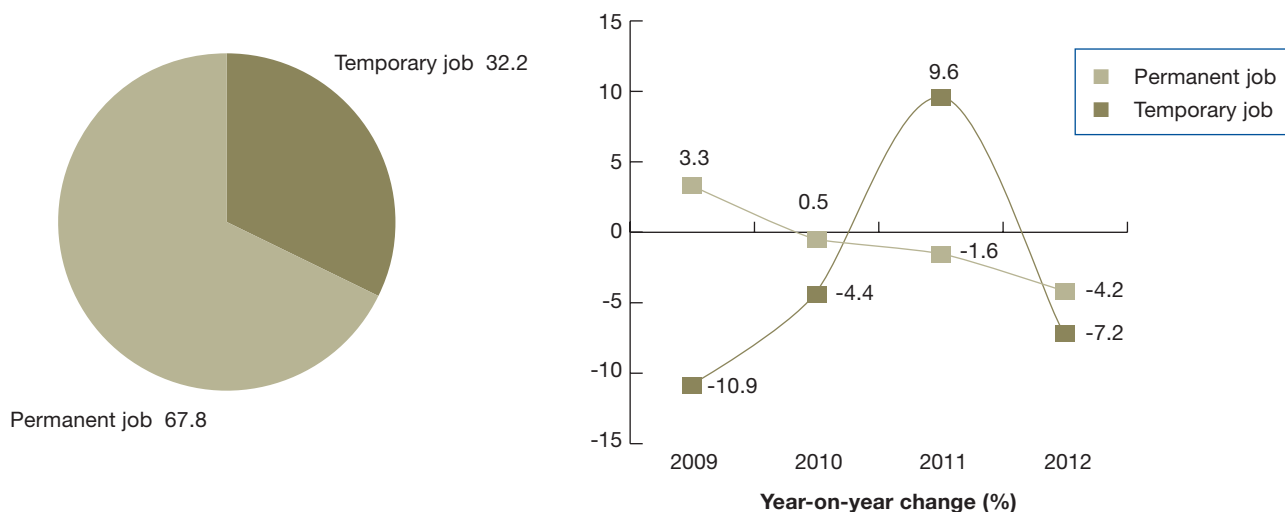 Temporary job 32.2
Permanent job 67.8
15
10
5
0
-5
-10
-15
3.3
0.5
9.6
-1.6
-4.2
-4.4
-7.2
-10.9
Permanent job
Temporary job
2009 2010 2011 2012
Year-on-year change (%)